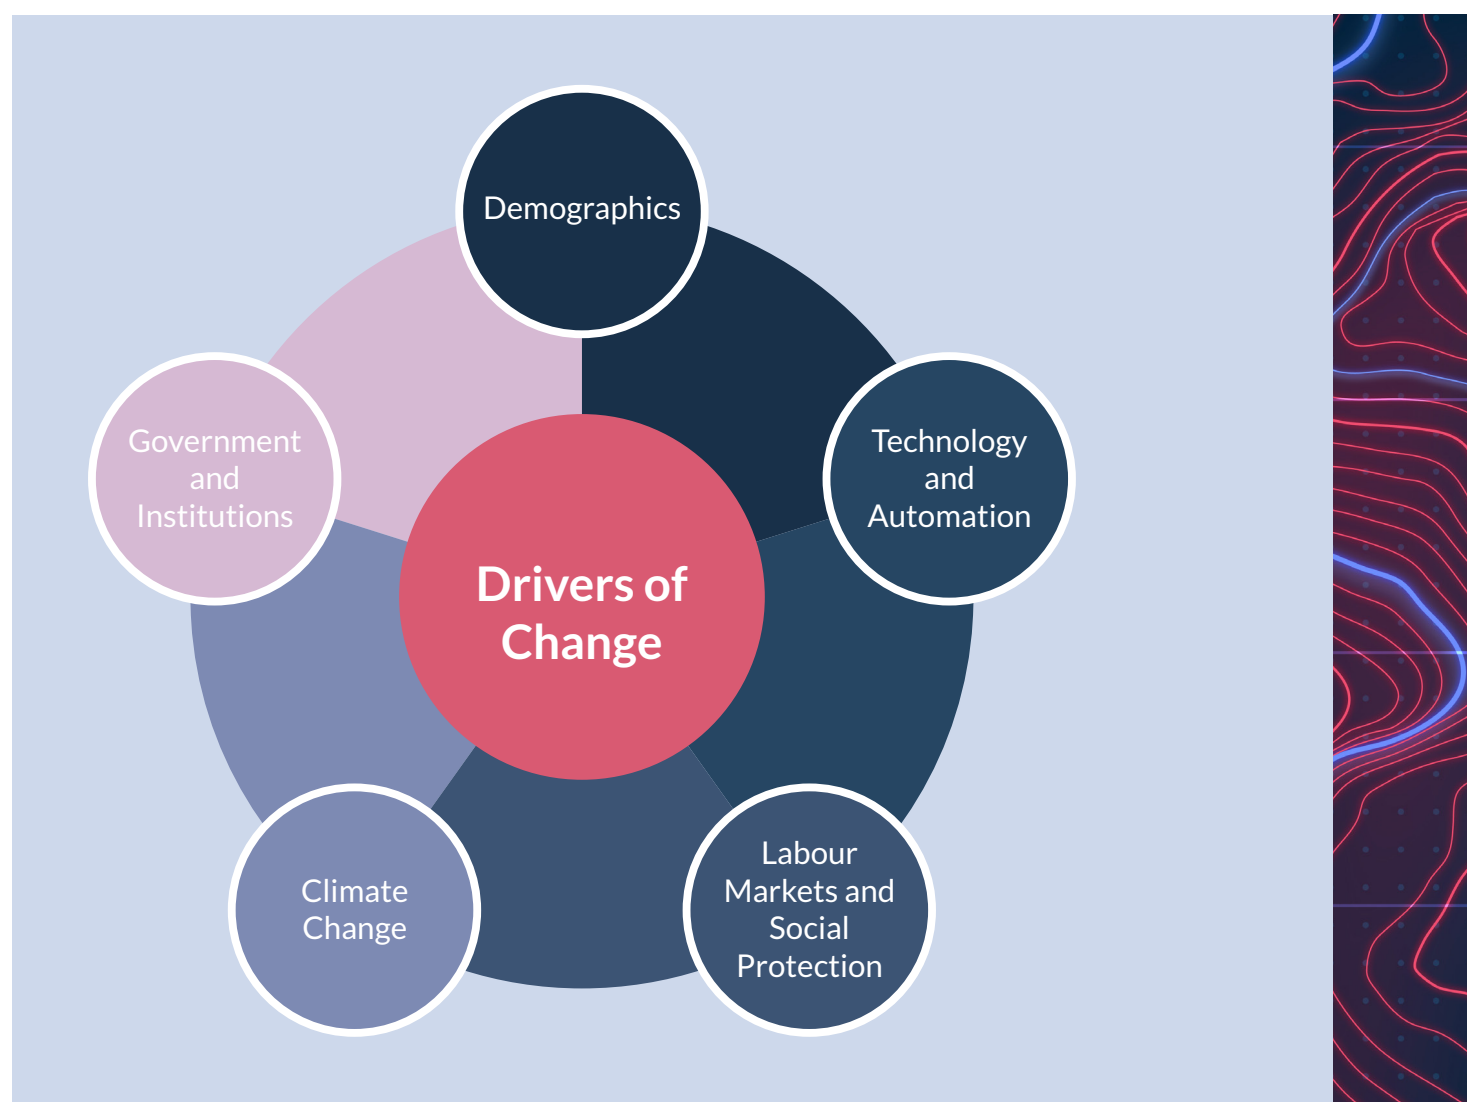 Demographics
Technology
and
Automation
Labour
Markets and
Social
Protection
Climate
Change
Government
and
Institutions
Drivers of
Change